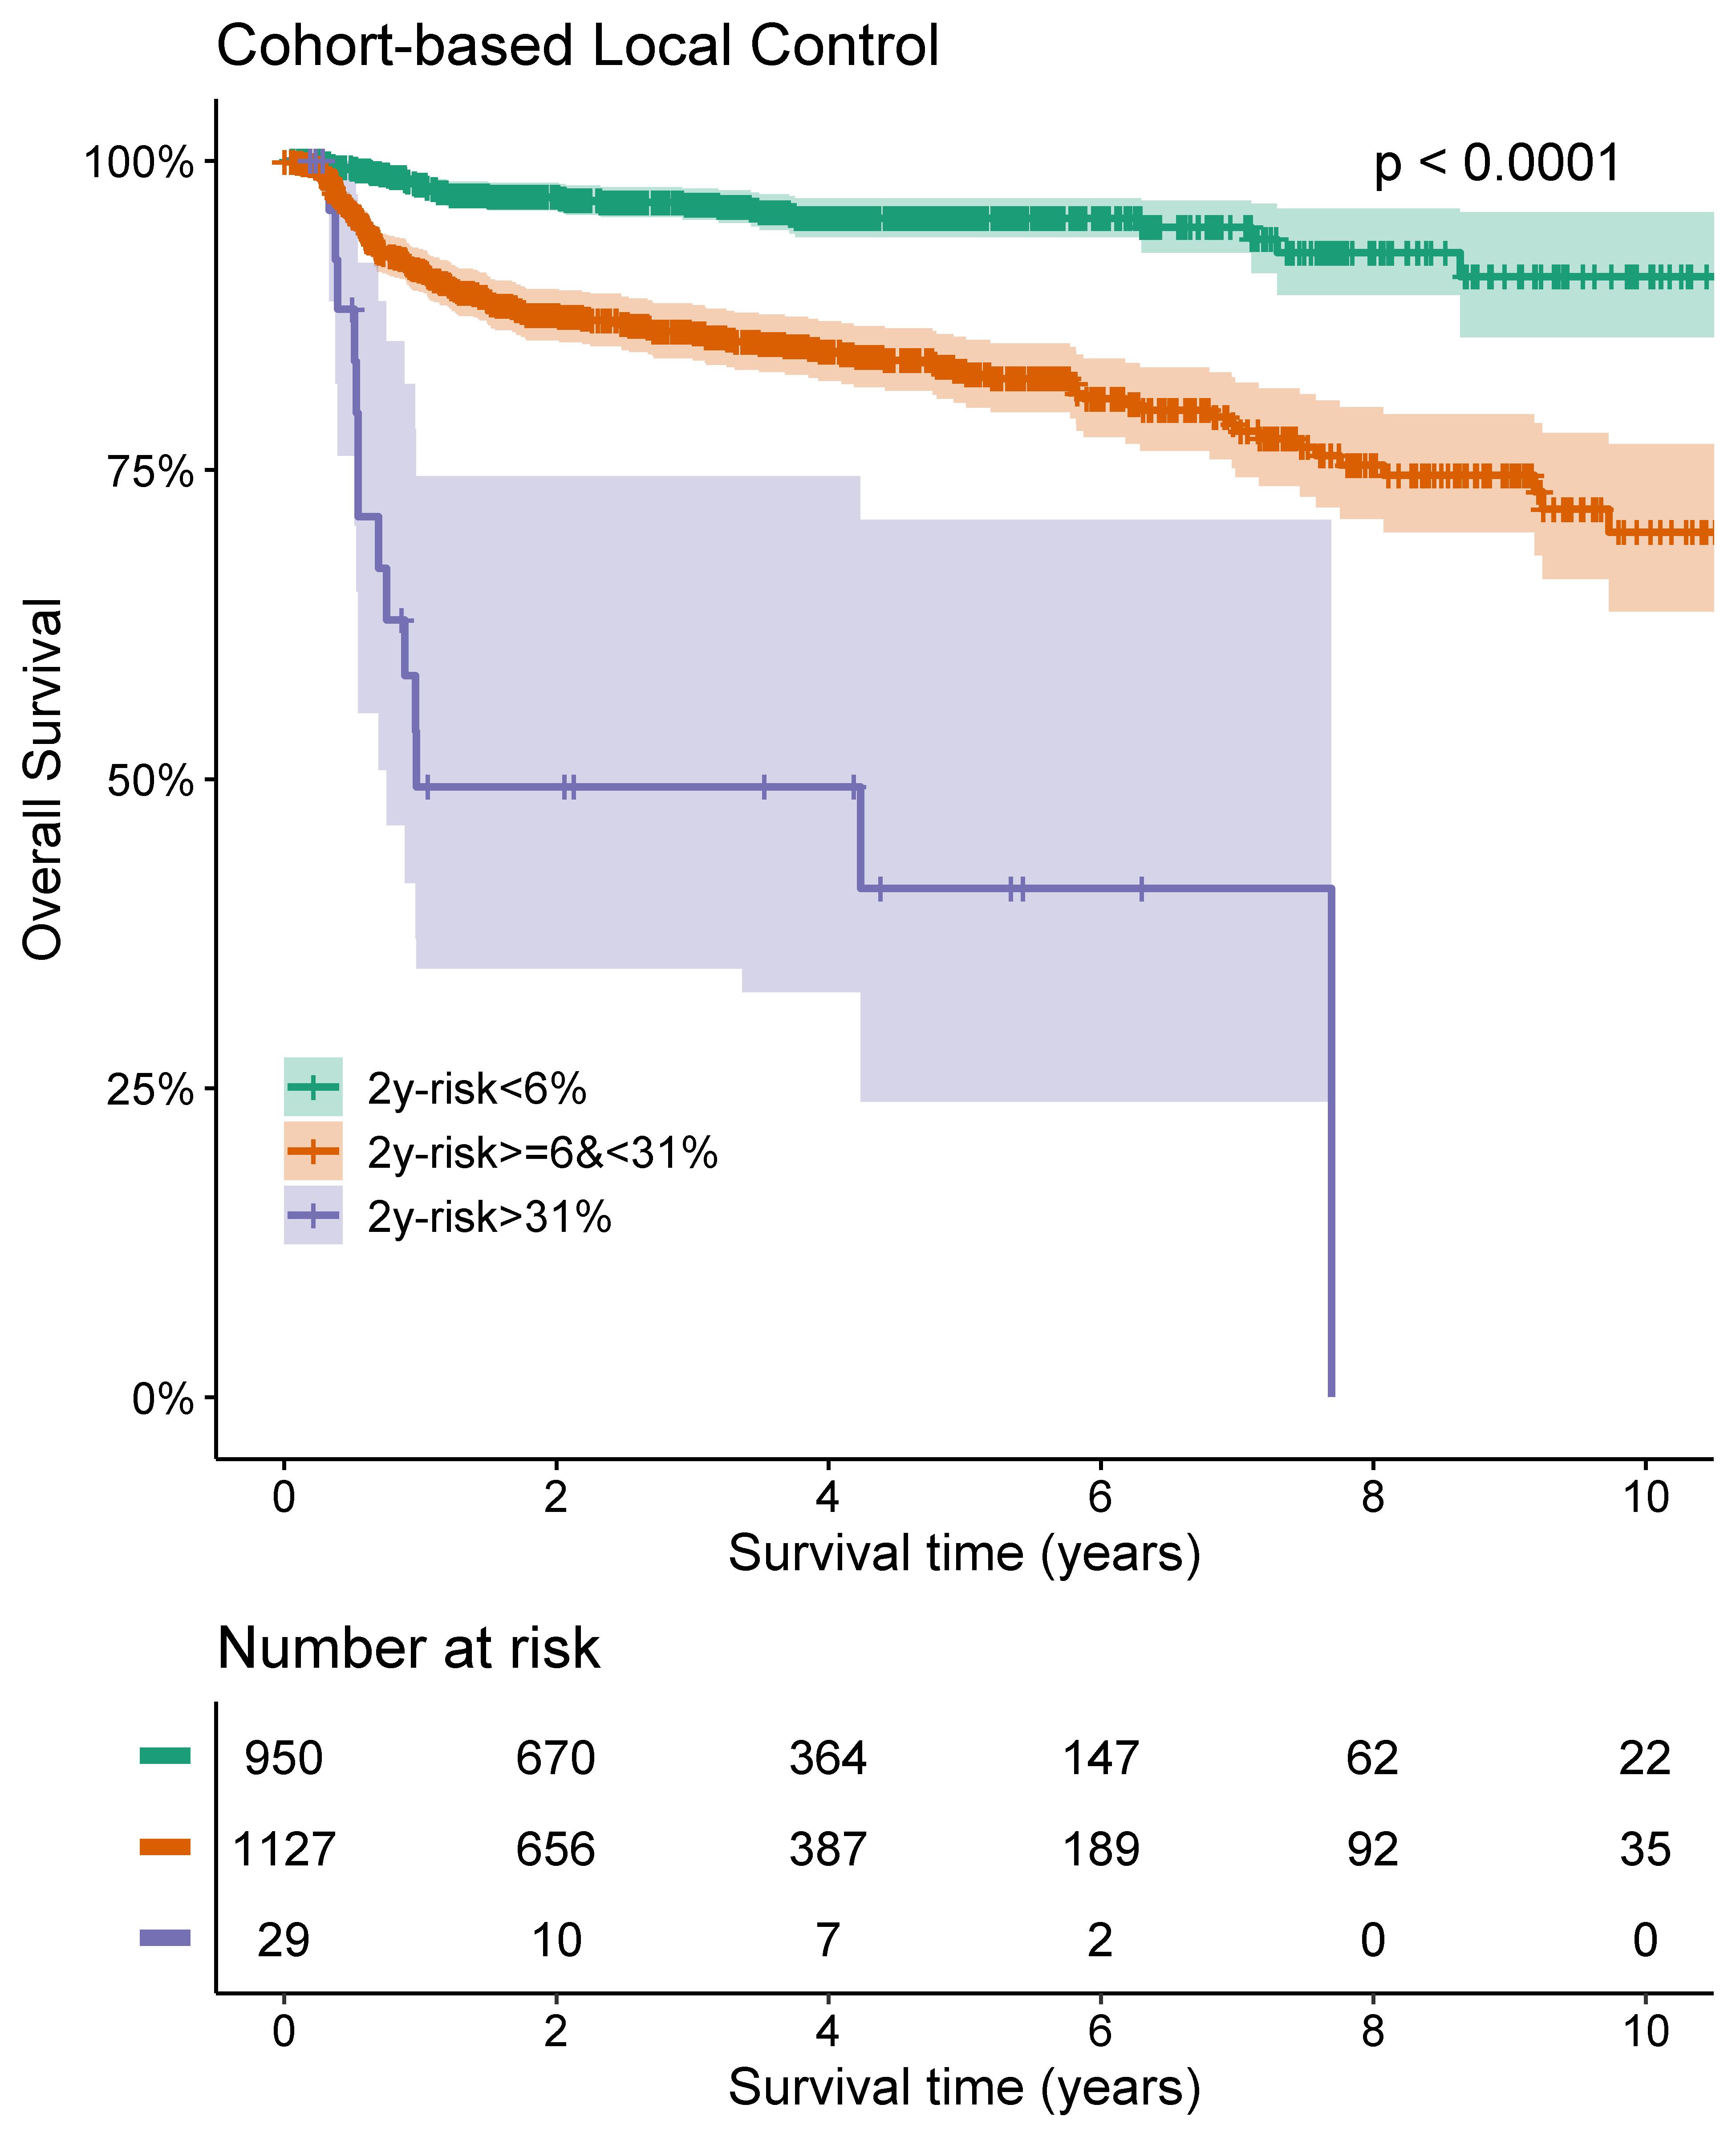 Cohort-based Local Control
p < 0.0001
100%
75%
50%
25%
0%
Overall Survival
2y-risk<6%
2y-risk>=6&<31%
2y-risk>31%
0 2 4 6 8 10
Survival time (years)
Number at risk
950 670 364 147 62 22
1127 656 387 189 92 35
29 10 7 2 0 0
0 2 4 6 8 10
Survival time (years)